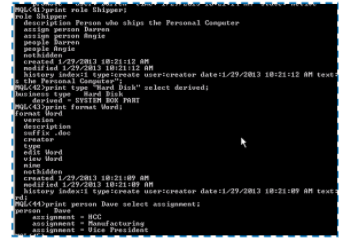 MQL<41>print role Shipper;
role Shipper
description Person who ships the Personal Computer
assign person Darren
assign person Angie
people Darren
people Angie
nothidden
created 1/29/2013 10:21:12 AM
modified 1/29/2013 10:21:12 AM
history index:1 type:create user:creator date:1/29/2013 10:21:12 AM text:
s the Personal Computer";
MQL<42>print type "Hard Disk" select derived;
business type Hard Disk
derived = SYSTEM BOX PART
MQL<43>print format Word;
format Word
version
description
suffix .doc
creator
type
edit Word
view Word
mime
nothidden
created 1/29/2013 10:21:09 AM
modified 1/29/2013 10:21:09 AM
history index:1 type:create user:creator date:1/29/2013 10:21:09 AM text:
rd;
MQL<44>print person Dave select assignment;
person Dave
assignment = HCC
assignment = Manufacturing
assignment = Vice President